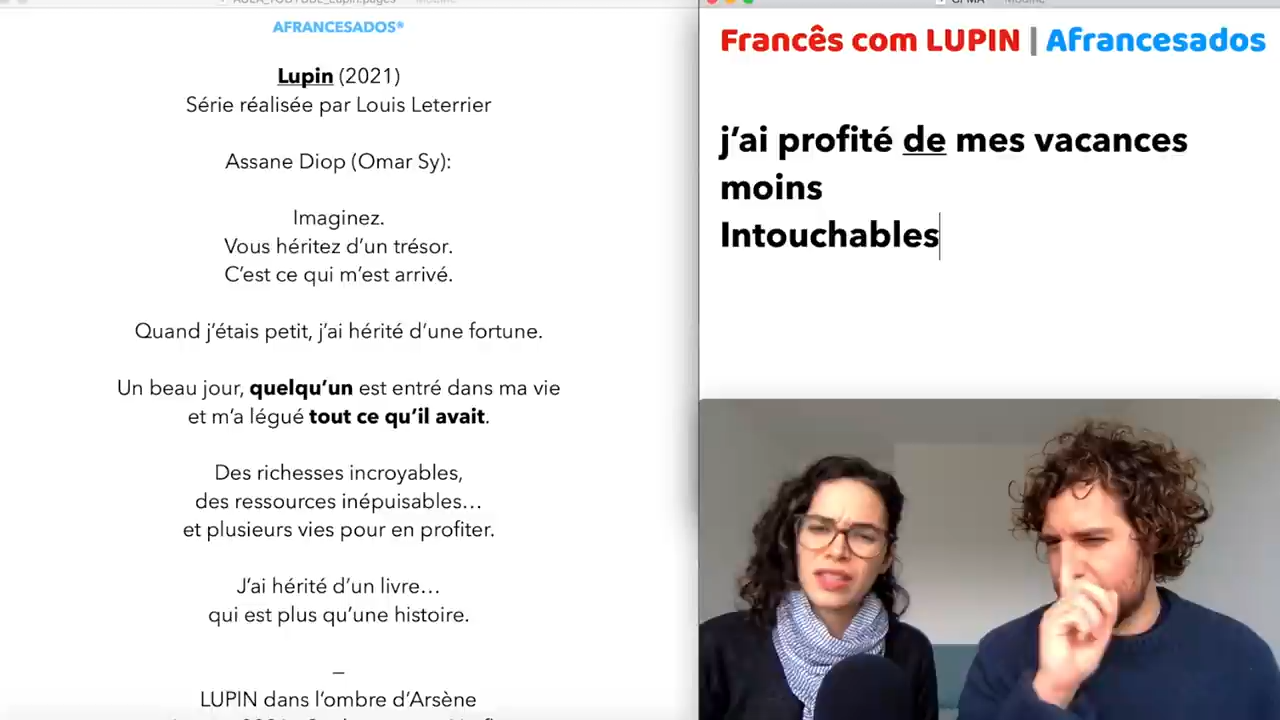 AFRANCESADOS®
Lupin (2021)
Série réalisée par Louis Leterrier
Assane Diop (Omar Sy):
Imaginez.
Vous héritez d’un trésor.
C’est ce qui m’est arrivé.
Quand j’étais petit, j’ai hérité d’une fortune.
Un beau jour, quelqu’un est entré dans ma vie
et m’a légué tout ce qu’il avait.
Des richesses incroyables,
des ressources inépuisables…
et plusieurs vies pour en profiter.
J’ai hérité d’un livre…
qui est plus qu’une histoire.
—
LUPIN dans l’ombre d’Arsène
Francês com LUPIN | Afrancesados
j’ai profité de mes vacances
moins
Intouchables